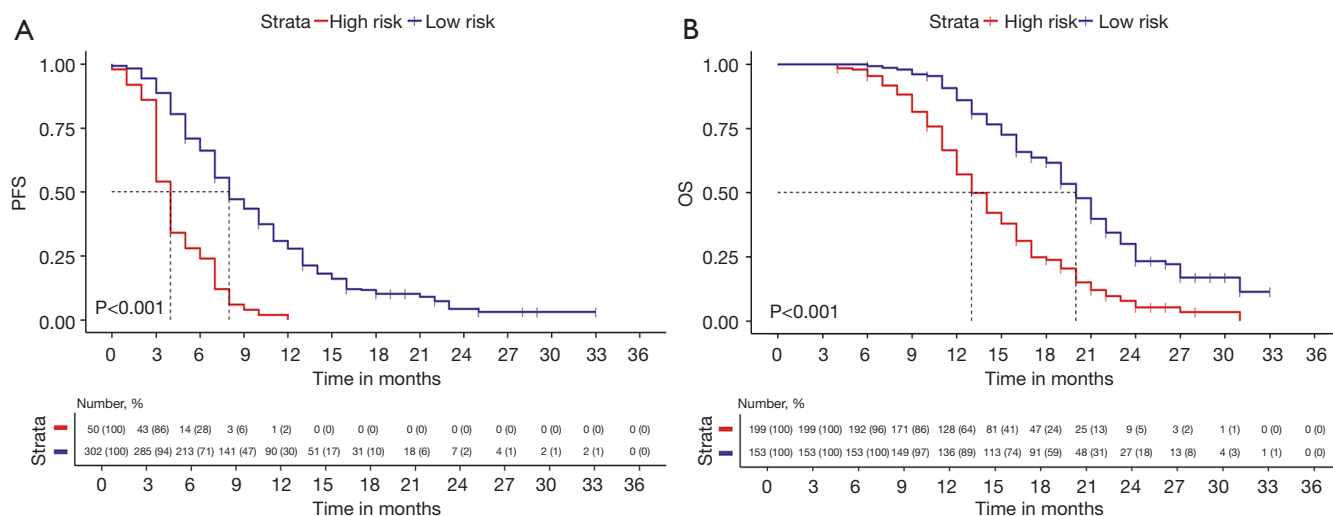 A
Strata High risk Low risk
1.00
0.75
0.50
0.25
0.00
PFS
P<0.001
0 3 6 9 12 15 18 21 24 27 30 33 36
Time in months
Number, %
Strata
50 (100) 43 (86) 14 (28) 3 (6) 1 (2) 0 (0) 0 (0) 0 (0) 0 (0) 0 (0) 0 (0) 0 (0) 0 (0)
302 (100) 285 (94) 213 (71) 141 (47) 90 (30) 51 (17) 31 (10) 18 (6) 7 (2) 4 (1) 2 (1) 2 (1) 0 (0)
0 3 6 9 12 15 18 21 24 27 30 33 36
Time in months
B
Strata High risk Low risk
1.00
0.75
0.50
0.25
0.00
OS
P<0.001
0 3 6 9 12 15 18 21 24 27 30 33 36
Time in months
Number, %
Strata
199 (100) 199 (100) 192 (96) 171 (86) 128 (64) 81 (41) 47 (24) 25 (13) 9 (5) 3 (2) 1 (1) 0 (0) 0 (0)
153 (100) 153 (100) 153 (100) 149 (97) 136 (89) 113 (74) 91 (59) 48 (31) 27 (18) 13 (8) 4 (3) 1 (1) 0 (0)
0 3 6 9 12 15 18 21 24 27 30 33 36
Time in months